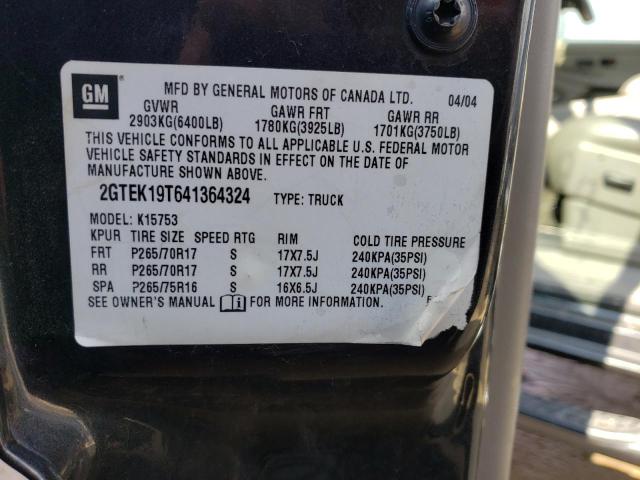 GM
MFD BY GENERAL MOTORS OF CANADA LTD. 04/04
GVWR GAWR FRT GAWR RR
2903KG(6400LB) 1780KG(3925LB) 1701KG(3750LB)
THIS VEHICLE CONFORMS TO ALL APPLICABLE U.S. FEDERAL MOTOR
VEHICLE SAFETY STANDARDS IN EFFECT ON THE DATE OF
MANUFACTURE SHOWN ABOVE.
2GTEK19T641364324 TYPE: TRUCK
MODEL: K15753
KPUR TIRE SIZE SPEED RTG RIM COLD TIRE PRESSURE
FRT P265/70R17 S 17X7.5J 240KPA(35PSI)
RR P265/70R17 S 17X7.5J 240KPA(35PSI)
SPA P265/75R16 S 16X6.5J 240KPA(35PSI)
SEE OWNER'S MANUAL FOR MORE INFORMATION.